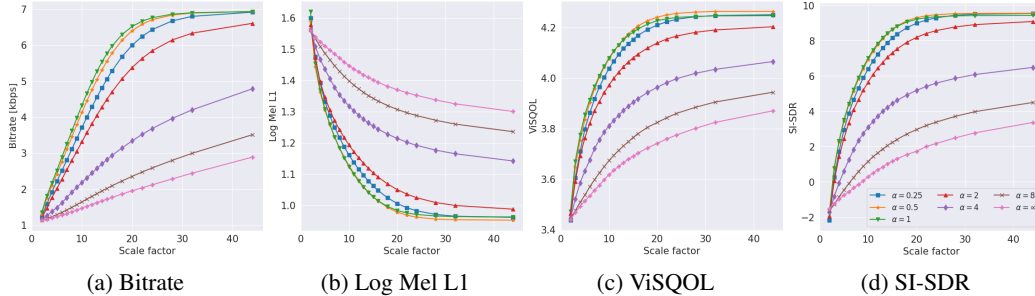 Bitrate [kbps]
7
6
5
4
3
2
1
0 10 20 30 40
Scale factor
(a) Bitrate
Log Mel L1
1.6
1.5
1.4
1.3
1.2
1.1
1.0
0 10 20 30 40
Scale factor
(b) Log Mel L1
ViSQOL
4.2
4.0
3.8
3.6
3.4
0 10 20 30 40
Scale factor
(c) ViSQOL
SI-SDR
10
8
6
4
2
0
−2
α = 0.25
α = 0.5
α = 1
α = 2
α = 4
α = 8
α = ∞
0 10 20 30 40
Scale factor
(d) SI-SDR